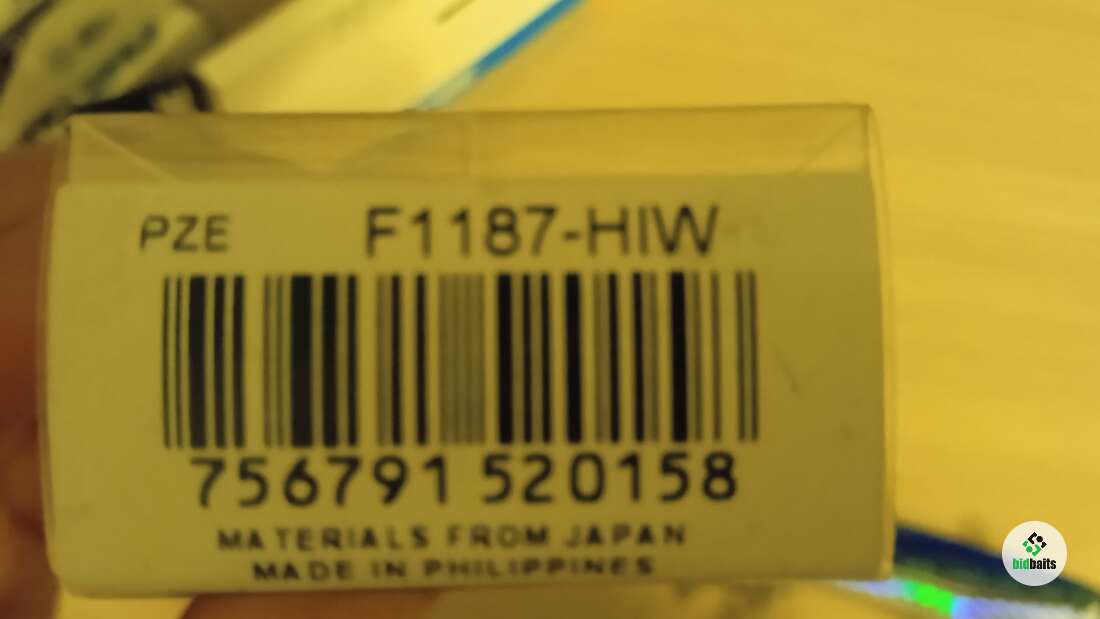 PZE F1187-HIW
756791 520158
MATERIALS FROM JAPAN
MADE IN PHILIPPINES
bidbaits